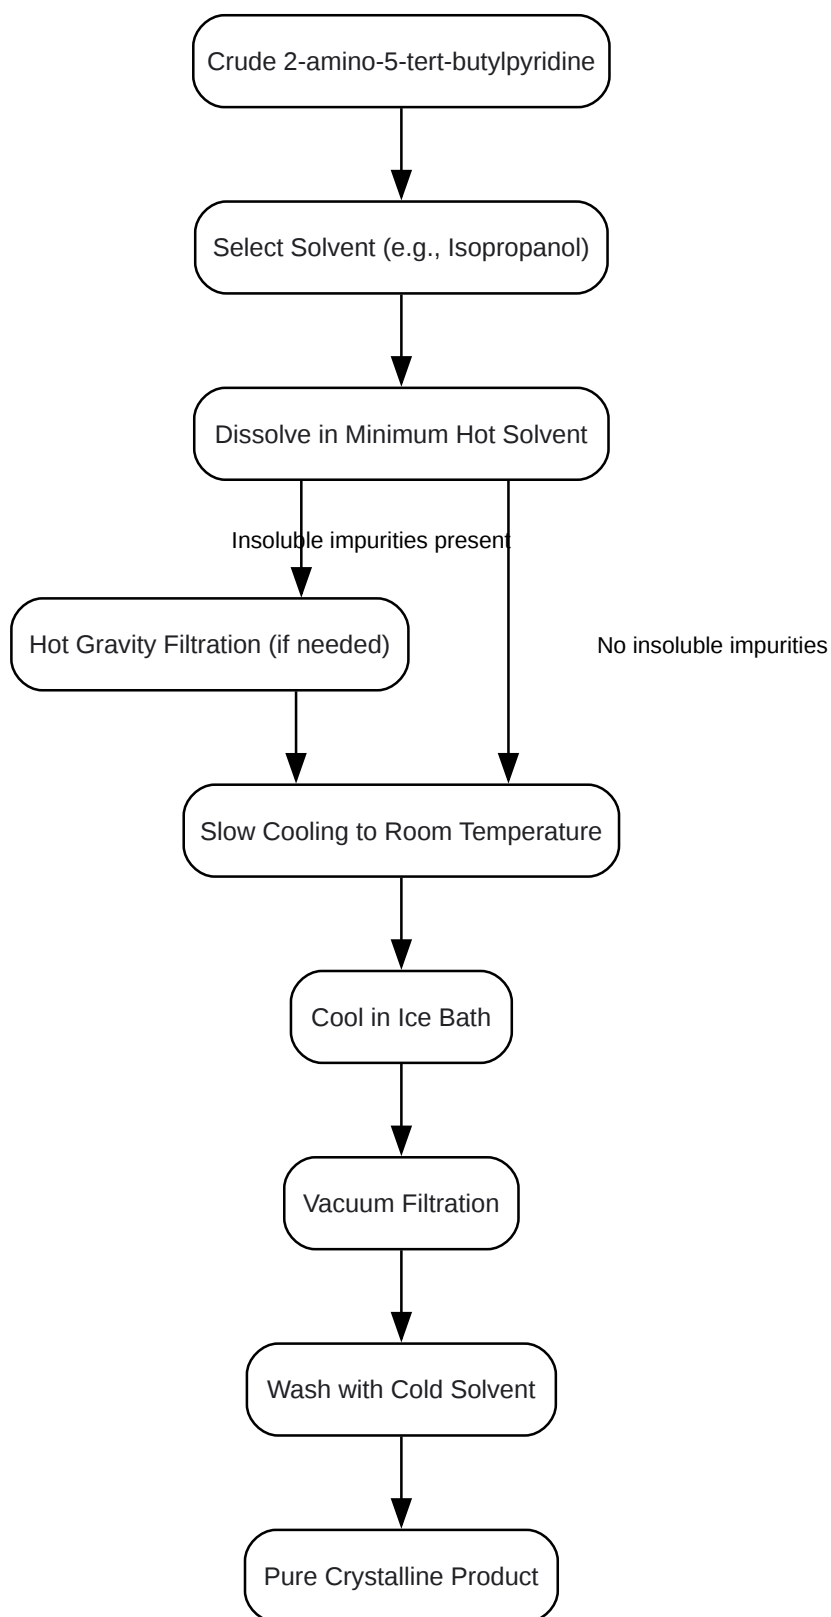 Crude 2-amino-5-tert-butylpyridine
Select Solvent (e.g., Isopropanol)
Dissolve in Minimum Hot Solvent
Insoluble impurities present
Hot Gravity Filtration (if needed)
No insoluble impurities
Slow Cooling to Room Temperature
Cool in Ice Bath
Vacuum Filtration
Wash with Cold Solvent
Pure Crystalline Product